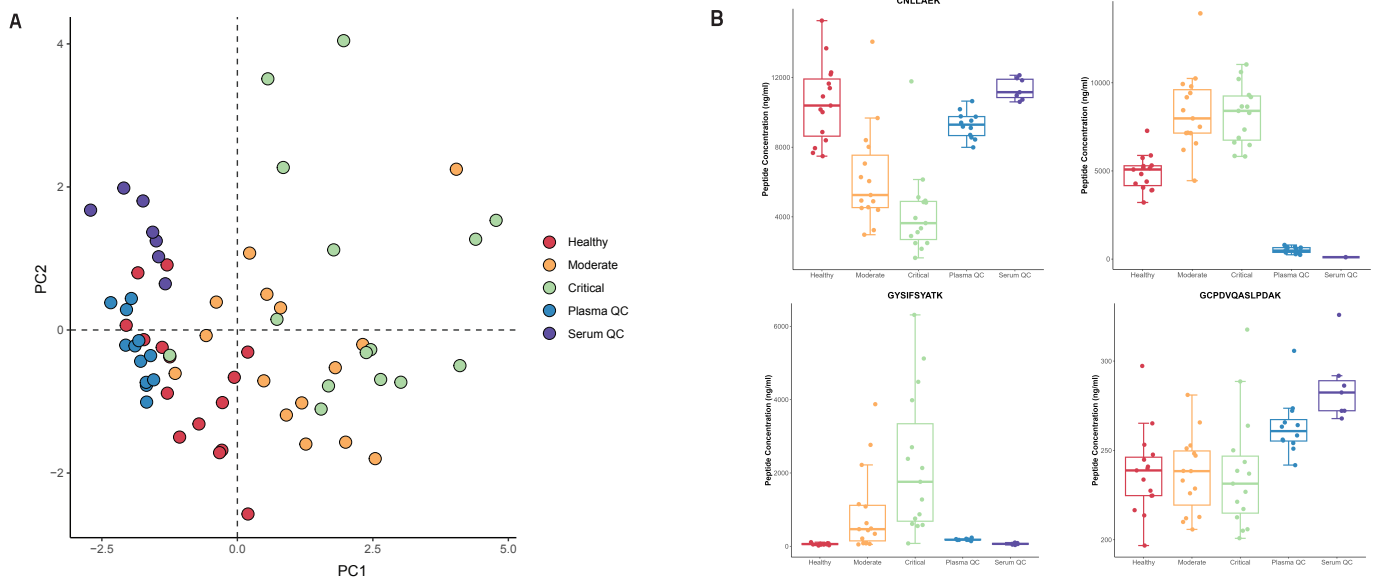 A
PC2
4
2
0
−2
−2.5
0.0
2.5
5.0
PC1
Healthy
Moderate
Critical
Plasma QC
Serum QC
B
CNLLAEK
Peptide Concentration (ng/ml)
12000
8000
4000
Healthy
Moderate
Critical
Plasma QC
Serum QC
Peptide Concentration (ng/ml)
10000
5000
0
Healthy
Moderate
Critical
Plasma QC
Serum QC
GYSIFSYATK
Peptide Concentration (ng/ml)
6000
4000
2000
0
Healthy
Moderate
Critical
Plasma QC
Serum QC
GCPDVQASLPDAK
Peptide Concentration (ng/ml)
300
250
200
Healthy
Moderate
Critical
Plasma QC
Serum QC